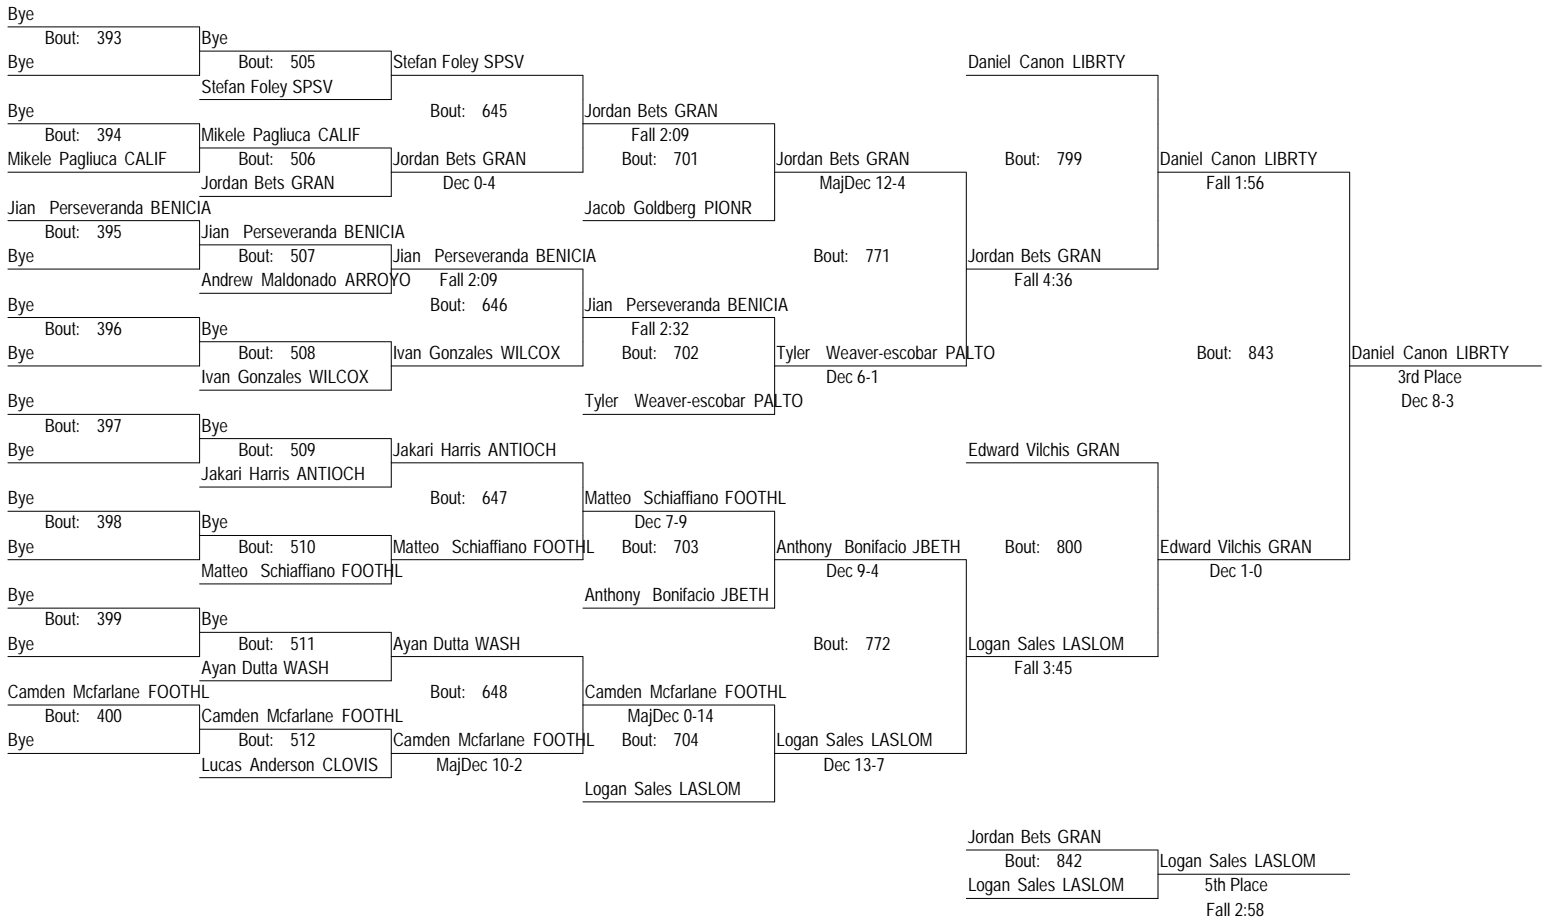 Bye
Bout: 393
Bye
Bye
Bout: 505
Stefan Foley SPSV
Stefan Foley SPSV
Bye
Bout: 394
Mikele Pagliuca CALIF
Mikele Pagliuca CALIF
Bout: 506
Jordan Bets GRAN
Bout: 645
Jordan Bets GRAN
Dec 0-4
Jordan Bets GRAN
Fall 2:09
Bout: 701
Jacob Goldberg PIONR
Jordan Bets GRAN
MajDec 12-4
Jian Perseveranda BENICIA
Bout: 395
Bye
Jian Perseveranda BENICIA
Bout: 507
Andrew Maldonado ARROYO
Jian Perseveranda BENICIA
Fall 2:09
Bout: 646
Bye
Bout: 396
Bye
Bye
Bout: 508
Ivan Gonzales WILCOX
Ivan Gonzales WILCOX
Jian Perseveranda BENICIA
Fall 2:32
Bout: 702
Tyler Weaver-escobar PALTO
Tyler Weaver-escobar PALTO
Dec 6-1
Bout: 771
Daniel Canon LIBRTY
Bout: 799
Jordan Bets GRAN
Fall 4:36
Daniel Canon LIBRTY
Fall 1:56
Bye
Bout: 397
Bye
Bye
Bout: 509
Jakari Harris ANTIOCH
Jakari Harris ANTIOCH
Bout: 647
Bye
Bout: 398
Bye
Bye
Bout: 510
Matteo Schiaffiano FOOTHL
Matteo Schiaffiano FOOTHL
Matteo Schiaffiano FOOTHL
Dec 7-9
Bout: 703
Anthony Bonifacio JBETH
Anthony Bonifacio JBETH
Dec 9-4
Bye
Bout: 399
Bye
Bye
Bout: 511
Ayan Dutta WASH
Ayan Dutta WASH
Bout: 648
Camden Mcfarlane FOOTHL
Bout: 400
Bye
Camden Mcfarlane FOOTHL
Bout: 512
Lucas Anderson CLOVIS
Camden Mcfarlane FOOTHL
MajDec 10-2
Camden Mcfarlane FOOTHL
MajDec 0-14
Bout: 704
Logan Sales LASLOM
Logan Sales LASLOM
Dec 13-7
Bout: 772
Edward Vilchis GRAN
Bout: 800
Logan Sales LASLOM
Fall 3:45
Edward Vilchis GRAN
Dec 1-0
Bout: 843
Daniel Canon LIBRTY
3rd Place
Dec 8-3
Jordan Bets GRAN
Bout: 842
Logan Sales LASLOM
Logan Sales LASLOM
5th Place
Fall 2:58